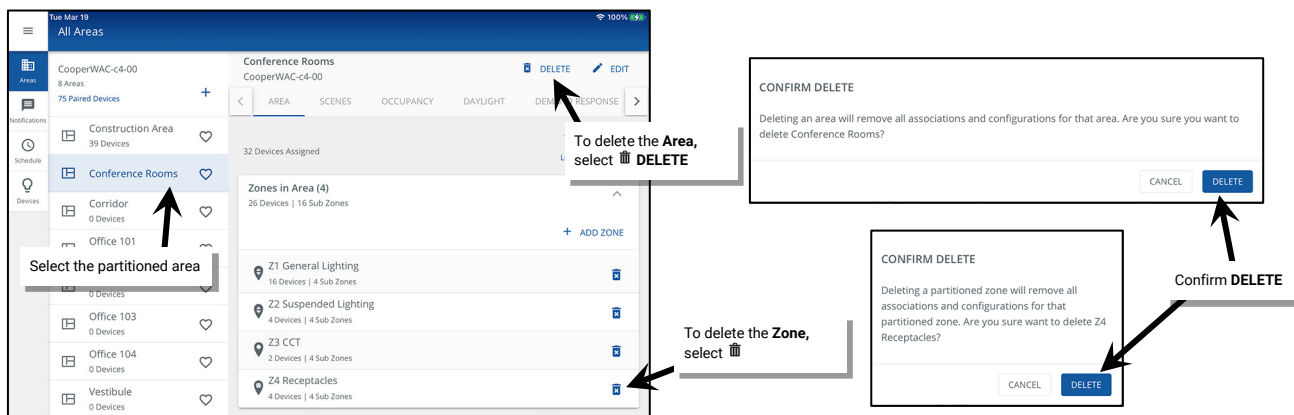 Tue Mar 19
100%
All Areas
Areas
Notifications
Schedule
Devices
CooperWAC-c4-00
8 Areas
75 Paired Devices
+
Construction Area
39 Devices
Conference Rooms
Corridor
0 Devices
Office 101
Select the partitioned area
0 Devices
Office 103
0 Devices
Office 104
0 Devices
Vestibule
0 Devices
Conference Rooms
CooperWAC-c4-00
DELETE
EDIT
AREA SCENES OCCUPANCY DAYLIGHT RESPONSE
32 Devices Assigned
Zones in Area (4)
26 Devices | 16 Sub Zones
+ ADD ZONE
Z1 General Lighting
16 Devices | 4 Sub Zones
Z2 Suspended Lighting
4 Devices | 4 Sub Zones
Z3 CCT
2 Devices | 4 Sub Zones
Z4 Receptacles
4 Devices | 4 Sub Zones
To delete the Area,
select DELETE
To delete the Zone,
select
CONFIRM DELETE
Deleting an area will remove all associations and configurations for that area. Are you sure you want to
delete Conference Rooms?
CANCEL DELETE
CONFIRM DELETE
Deleting a partitioned zone will remove all
associations and configurations for that
partitioned zone. Are you sure want to delete Z4
Receptacles?
CANCEL DELETE
Confirm DELETE